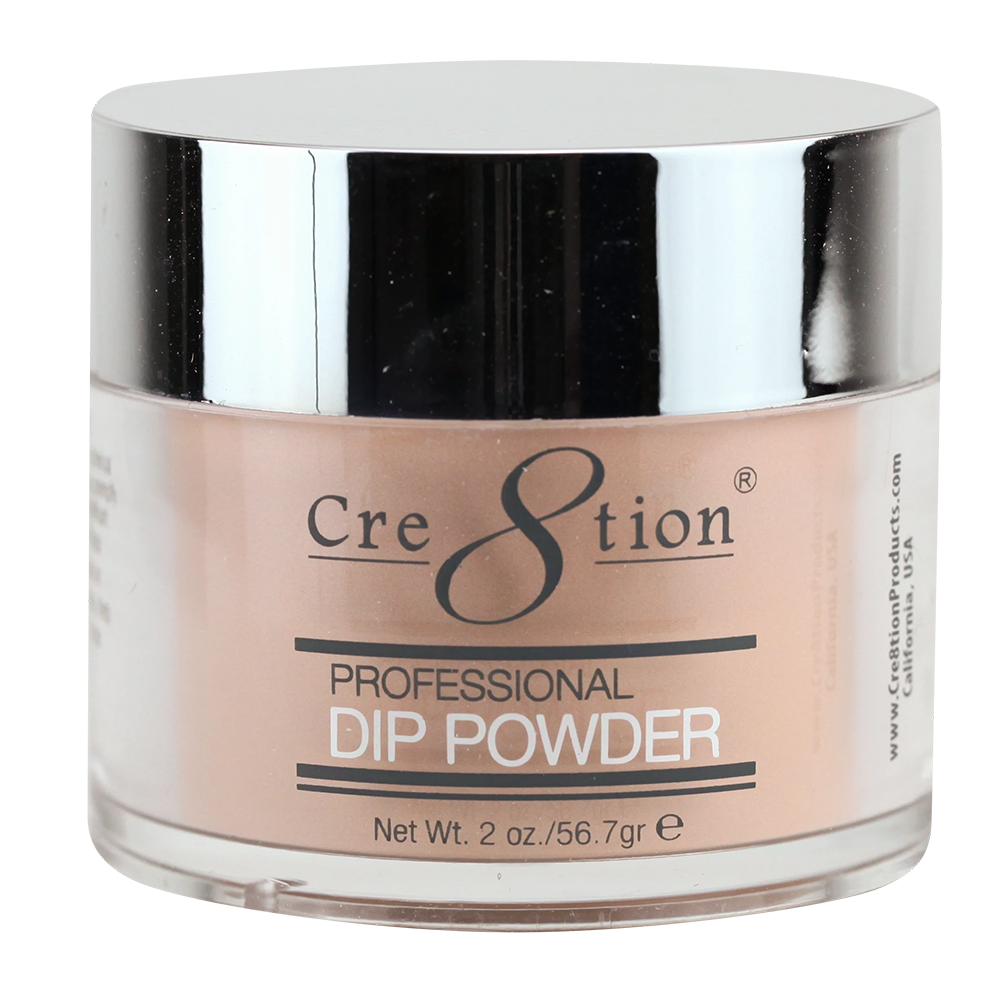 Cre8tion®
PROFESSIONAL
DIP POWDER
Net Wt. 2 oz./56.7gr ℮
www.Cre8tionProducts.com
California, USA